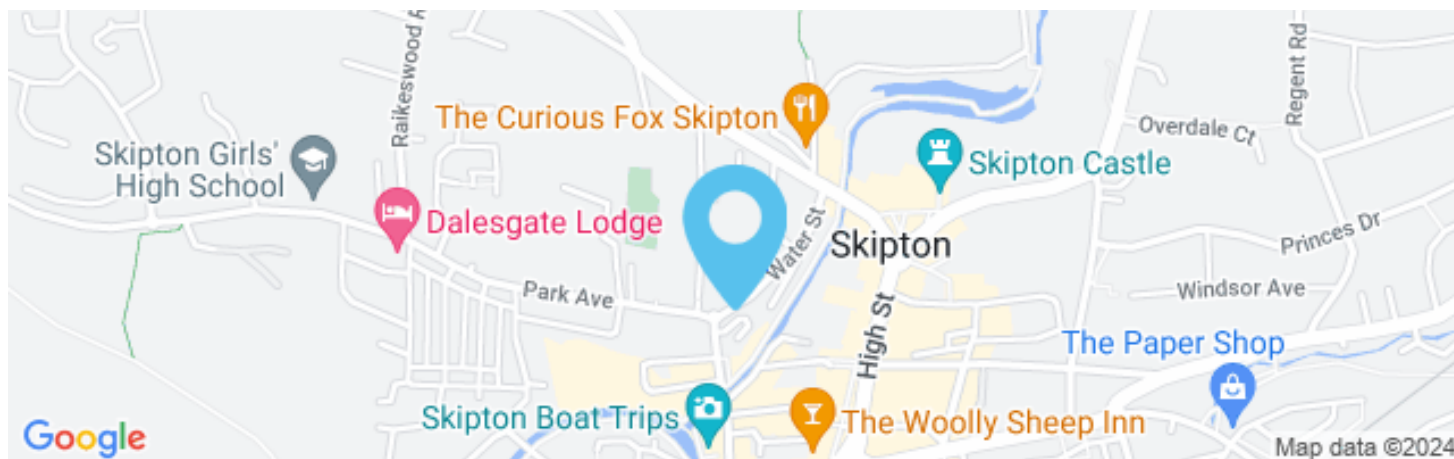 Regent Rd
Raikeswood R
The Curious Fox Skipton
Overdale Ct
Skipton Girls'
High School
Skipton Castle
Dalesgate Lodge
Water St
Skipton
Princes Dr
Park Ave
Windsor Ave
High St
The Paper Shop
Skipton Boat Trips
The Woolly Sheep Inn
Google
Map data ©2024